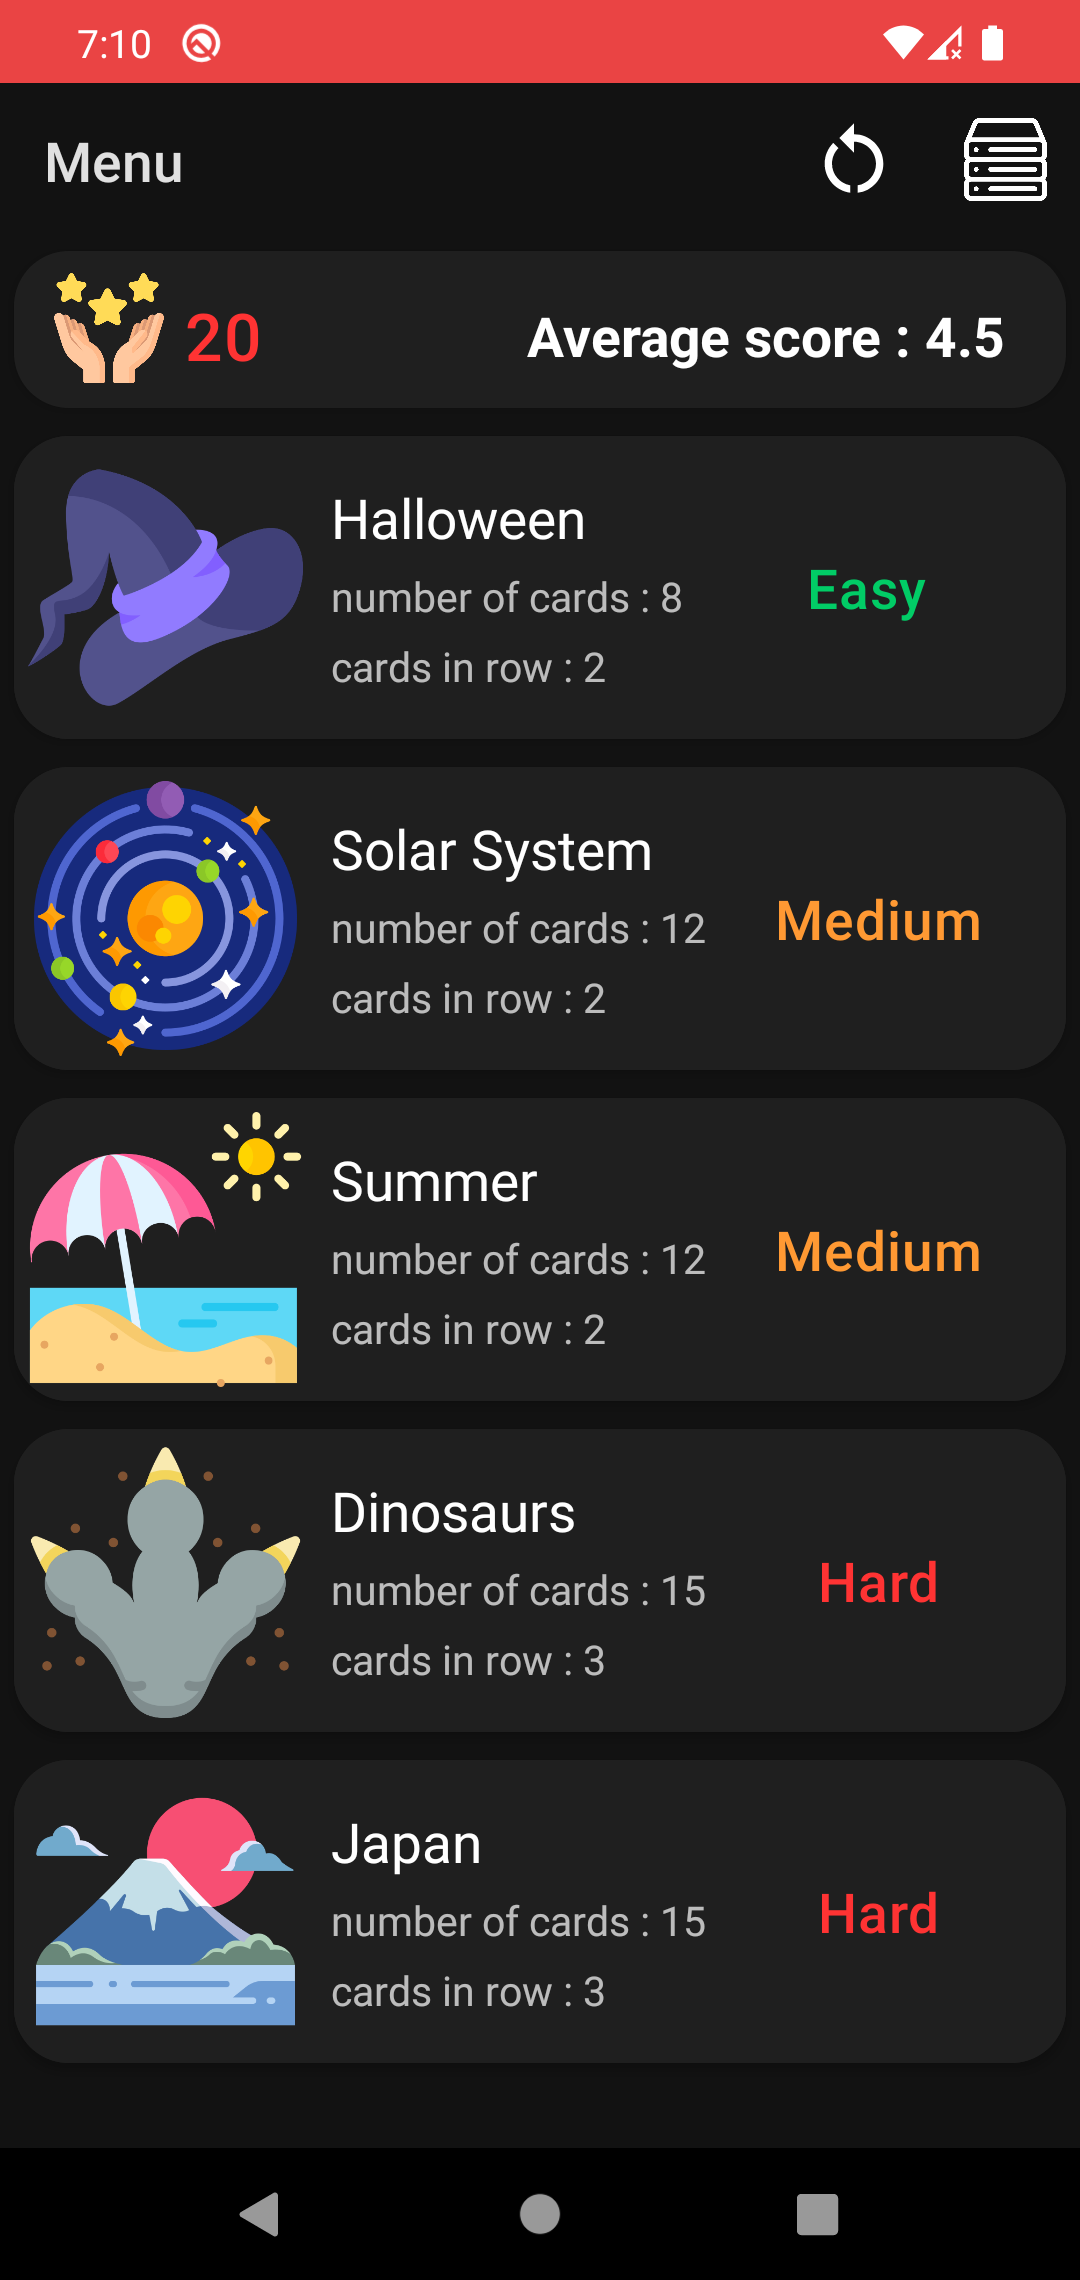 7:10
Menu
20
Average score : 4.5
Halloween
number of cards : 8
Easy
cards in row : 2
Solar System
number of cards : 12
Medium
cards in row : 2
Summer
number of cards : 12
Medium
cards in row : 2
Dinosaurs
number of cards : 15
Hard
cards in row : 3
Japan
number of cards : 15
Hard
cards in row : 3